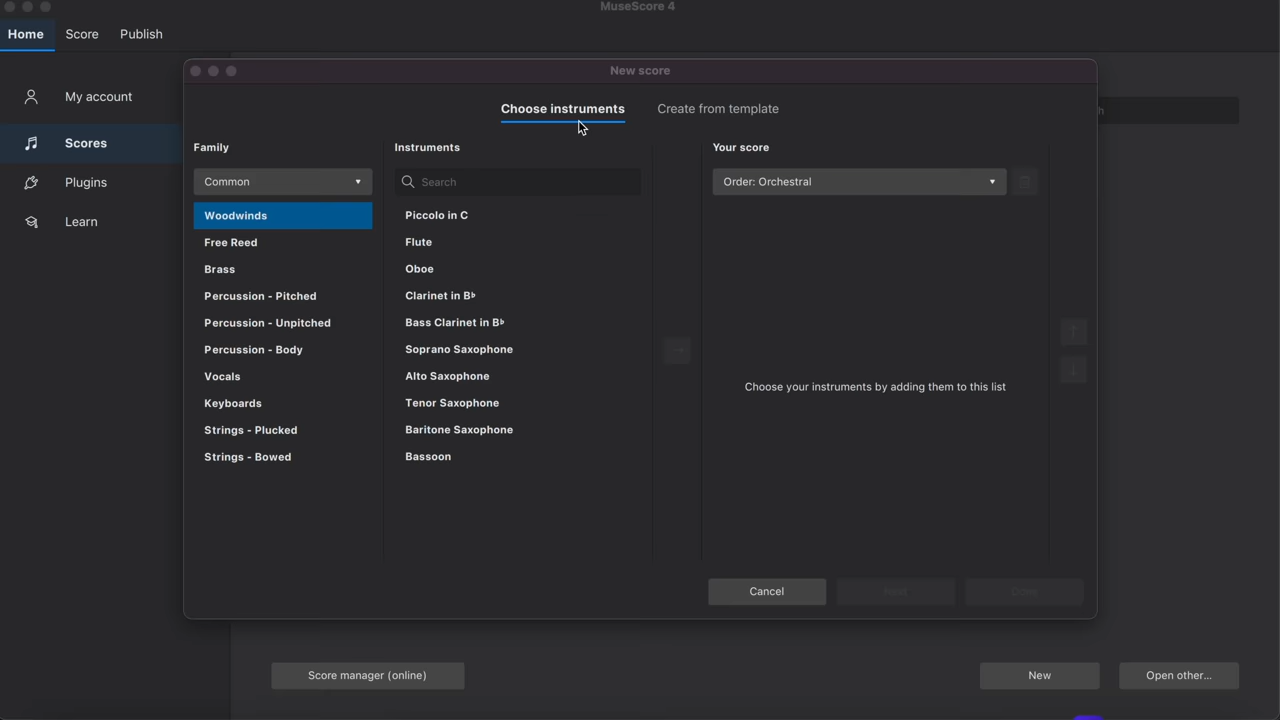 MuseScore 4
Home
Score
Publish
My account
Scores
Plugins
Learn
New score
Choose instruments
Create from template
h
Family
Common
Woodwinds
Free Reed
Brass
Percussion - Pitched
Percussion - Unpitched
Percussion - Body
Vocals
Keyboards
Strings - Plucked
Strings - Bowed
Instruments
Search
Piccolo in C
Flute
Oboe
Clarinet in B♭
Bass Clarinet in B♭
Soprano Saxophone
Alto Saxophone
Tenor Saxophone
Baritone Saxophone
Bassoon
Your score
Order: Orchestral
Choose your instruments by adding them to this list
Cancel
Next
Done
Score manager (online)
New
Open other...